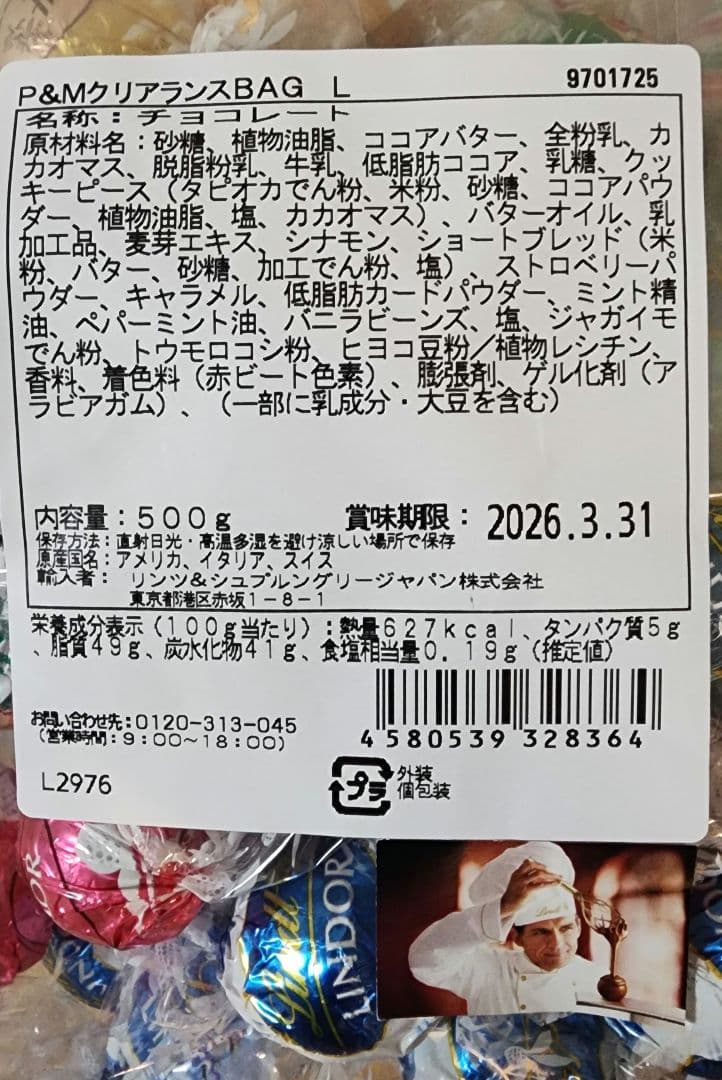 P&MクリアランスBAG L
9701725
名称：チョコレート
原材料名：砂糖、植物油脂、ココアバター、全粉乳、カ
カオマス、脱脂粉乳、牛乳、低脂肪ココア、乳糖、クッ
キーピース（タピオカでん粉、米粉、砂糖、ココアパウ
ダー、植物油脂、塩、カカオマス）、バターオイル、乳
加工品、麦芽エキス、シナモン、ショートブレッド（米
粉、バター、砂糖、加工でん粉、塩）、ストロベリーパ
ウダー、キャラメル、低脂肪カードパウダー、ミント精
油、ペパーミント油、バニラビーンズ、塩、ジャガイモ
でん粉、トウモロコシ粉、ヒヨコ豆粉／植物レシチン、
香料、着色料（赤ビート色素）、膨張剤、ゲル化剤（ア
ラビアガム）、（一部に乳成分・大豆を含む）
内容量：５００ｇ 賞味期限： 2026.3.31
保存方法：直射日光・高温多湿を避け涼しい場所で保存
原産国名：アメリカ、イタリア、スイス
輸入者： リンツ＆シュプルングリージャパン株式会社
東京都港区赤坂１－８－１
栄養成分表示（１００ｇ当たり）：熱量６２７ｋｃａｌ、タンパク質５ｇ
、脂質４９ｇ、炭水化物４１ｇ、食塩相当量０．１９ｇ（推定値）
お問い合わせ先：0120-313-045
（営業時間：９：００～１８：００）
4 580539 328364
L2976
プラ
外装
個包装
DOR
Lindt
LINDOR
Lindt